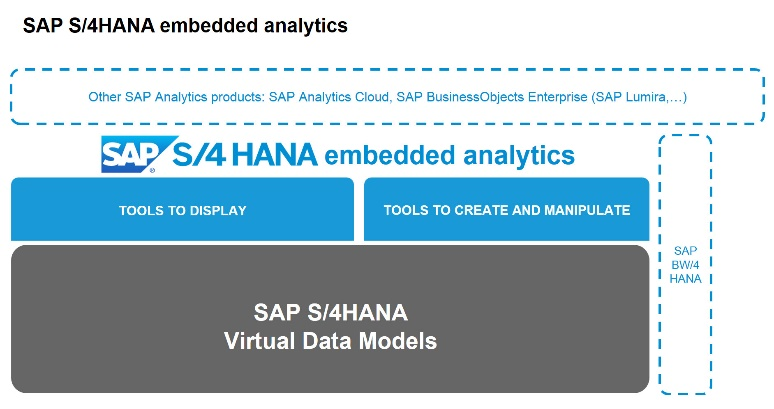 SAP S/4HANA embedded analytics
Other SAP Analytics products: SAP Analytics Cloud, SAP BusinessObjects Enterprise (SAP Lumira,…)
SAP® S/4 HANA embedded analytics
TOOLS TO DISPLAY
TOOLS TO CREATE AND MANIPULATE
SAP S/4HANA
Virtual Data Models
SAP
BW/4
HANA